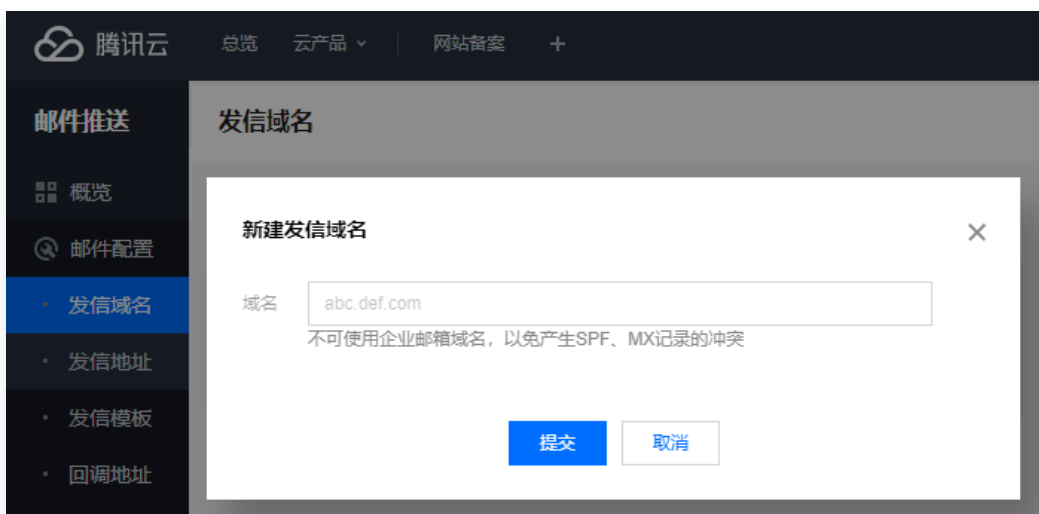 腾讯云 总览 云产品 网站备案 +
邮件推送 发信域名
概览
新建发信域名
邮件配置
域名 abc.def.com
发信域名
不可使用企业邮箱域名，以免产生SPF、MX记录的冲突
发信地址
发信模板
提交 取消
回调地址